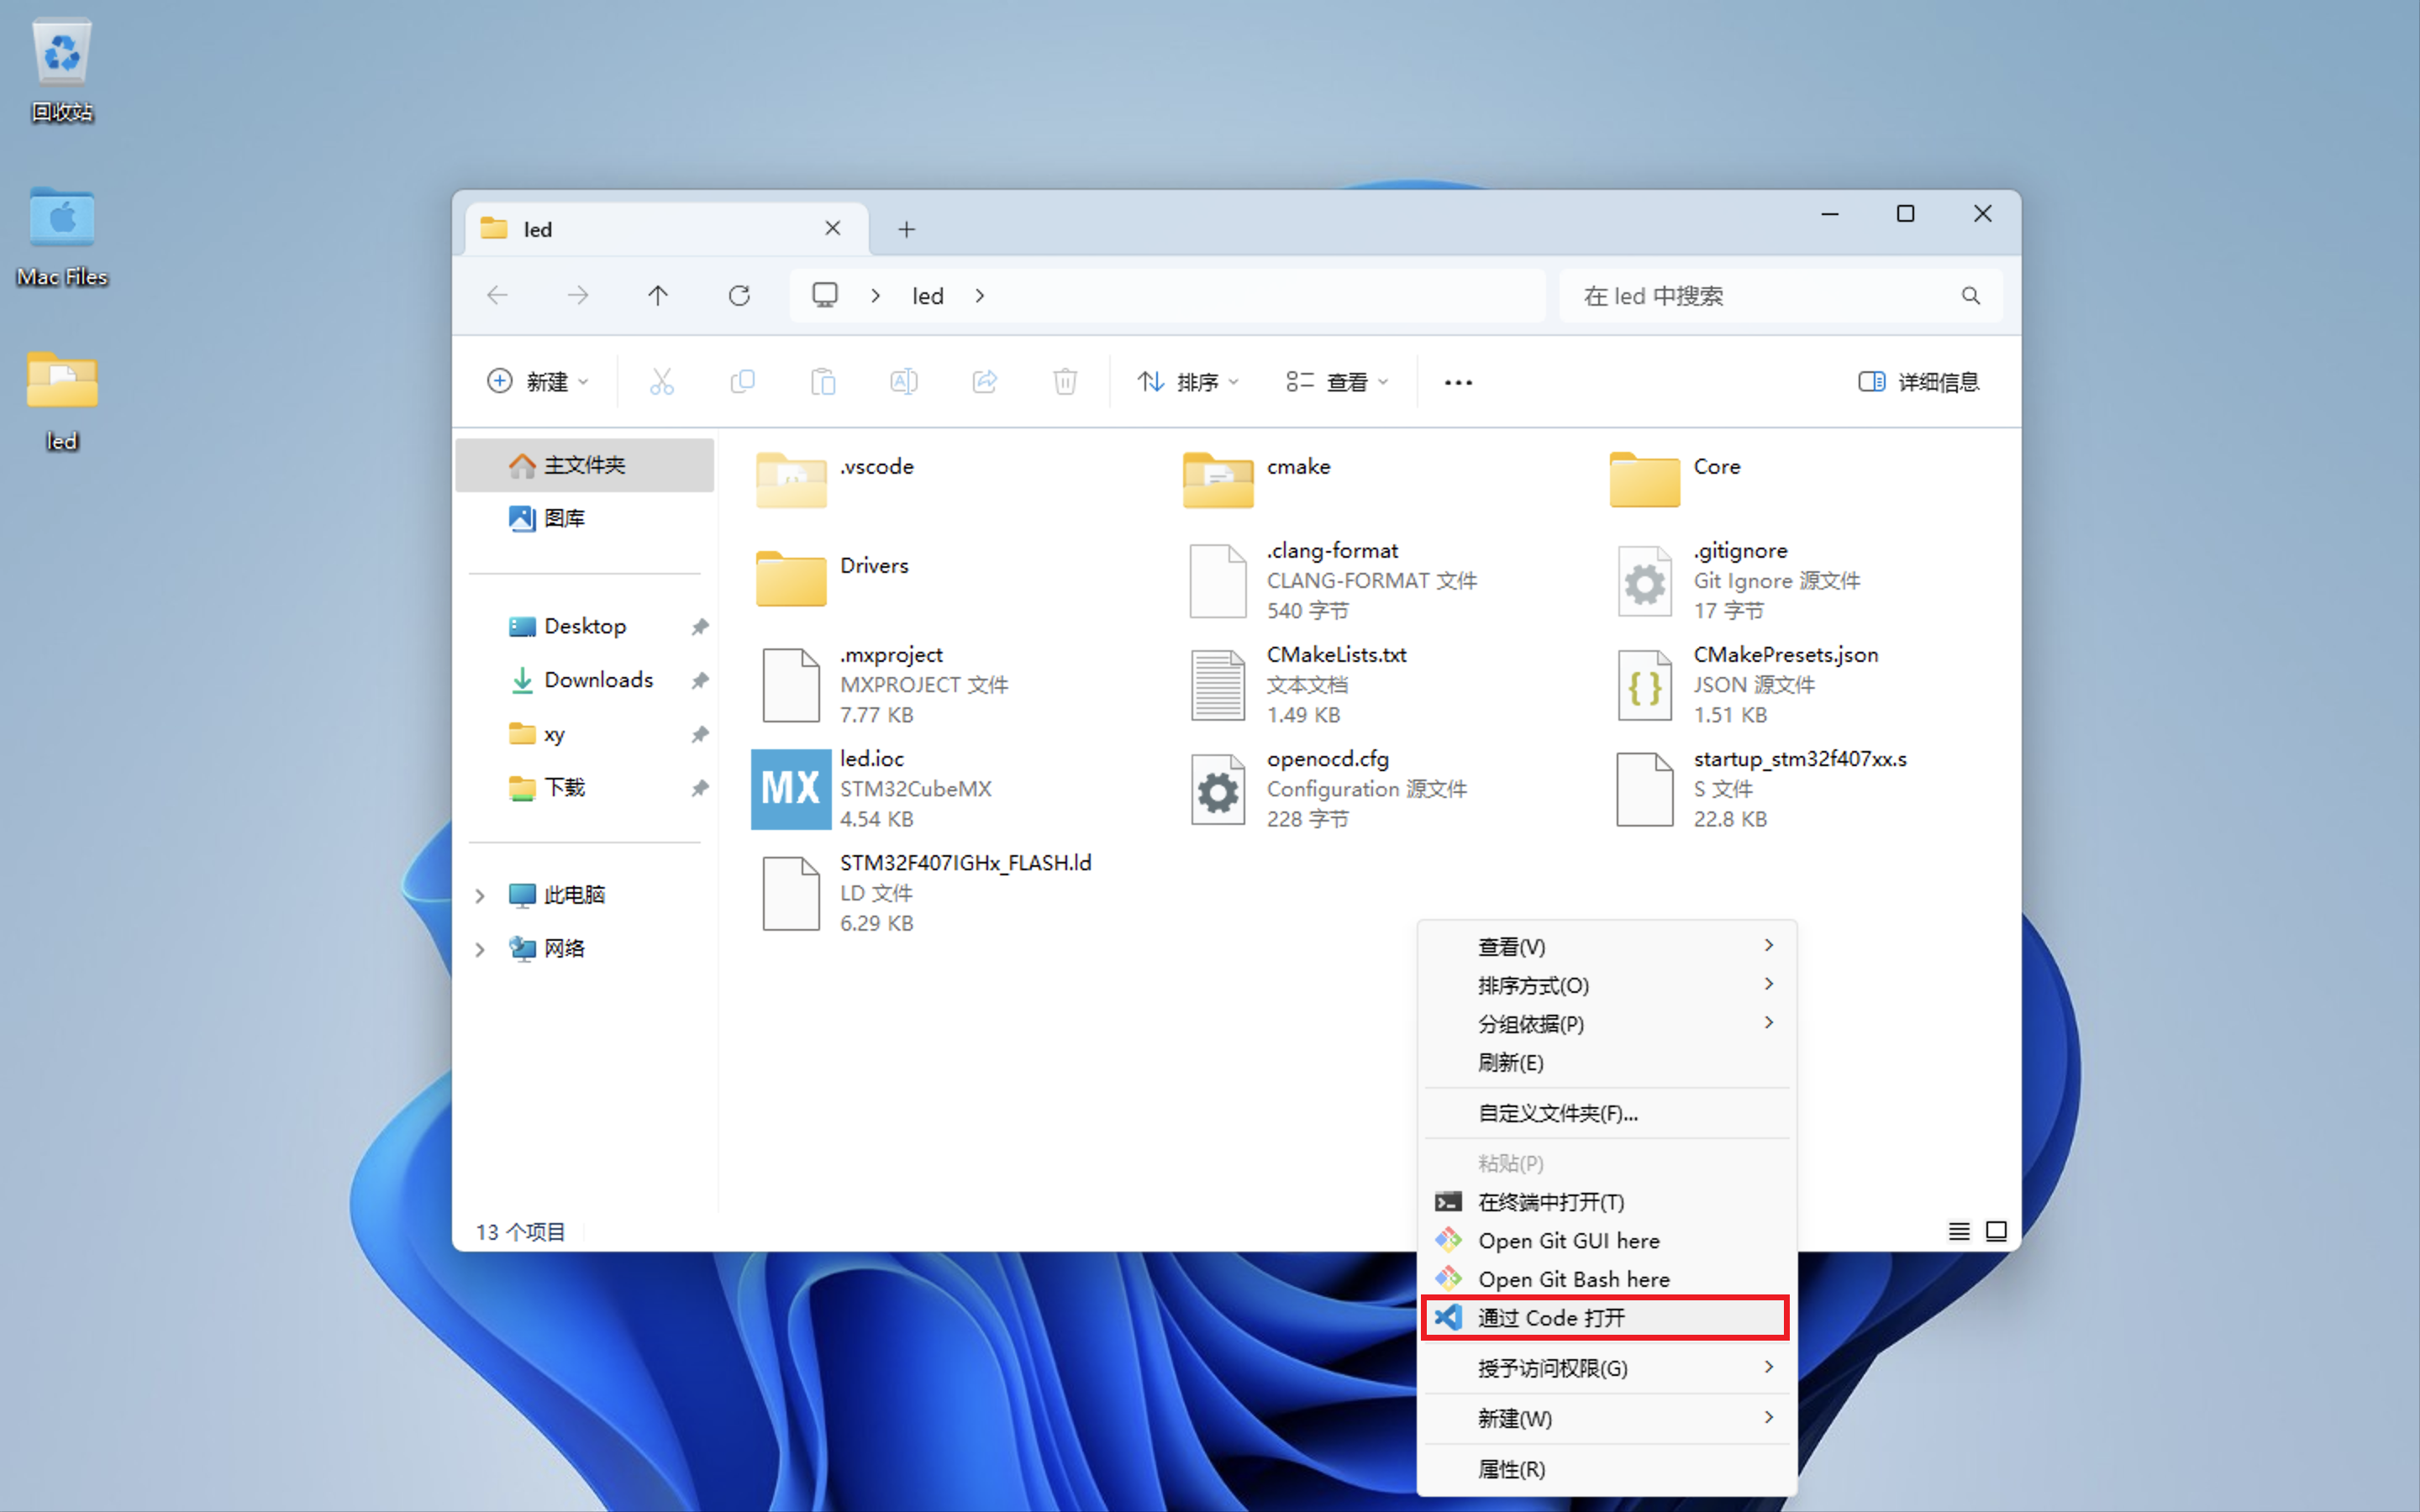 回收站
Mac Files
led
led
led
在 led 中搜索
新建
排序
查看
详细信息
主文件夹
图库
Desktop
Downloads
xy
下载
此电脑
网络
.vscode
cmake
Core
Drivers
.clang-format
CLANG-FORMAT 文件
540 字节
.gitignore
Git Ignore 源文件
17 字节
.mxproject
MXPROJECT 文件
7.77 KB
CMakeLists.txt
文本文档
1.49 KB
CMakePresets.json
JSON 源文件
1.51 KB
MX
led.ioc
STM32CubeMX
4.54 KB
openocd.cfg
Configuration 源文件
228 字节
startup_stm32f407xx.s
S 文件
22.8 KB
STM32F407IGHx_FLASH.ld
LD 文件
6.29 KB
查看(V)
排序方式(O)
分组依据(P)
刷新(E)
自定义文件夹(F)...
粘贴(P)
在终端中打开(T)
Open Git GUI here
Open Git Bash here
通过 Code 打开
授予访问权限(G)
新建(W)
属性(R)
13 个项目